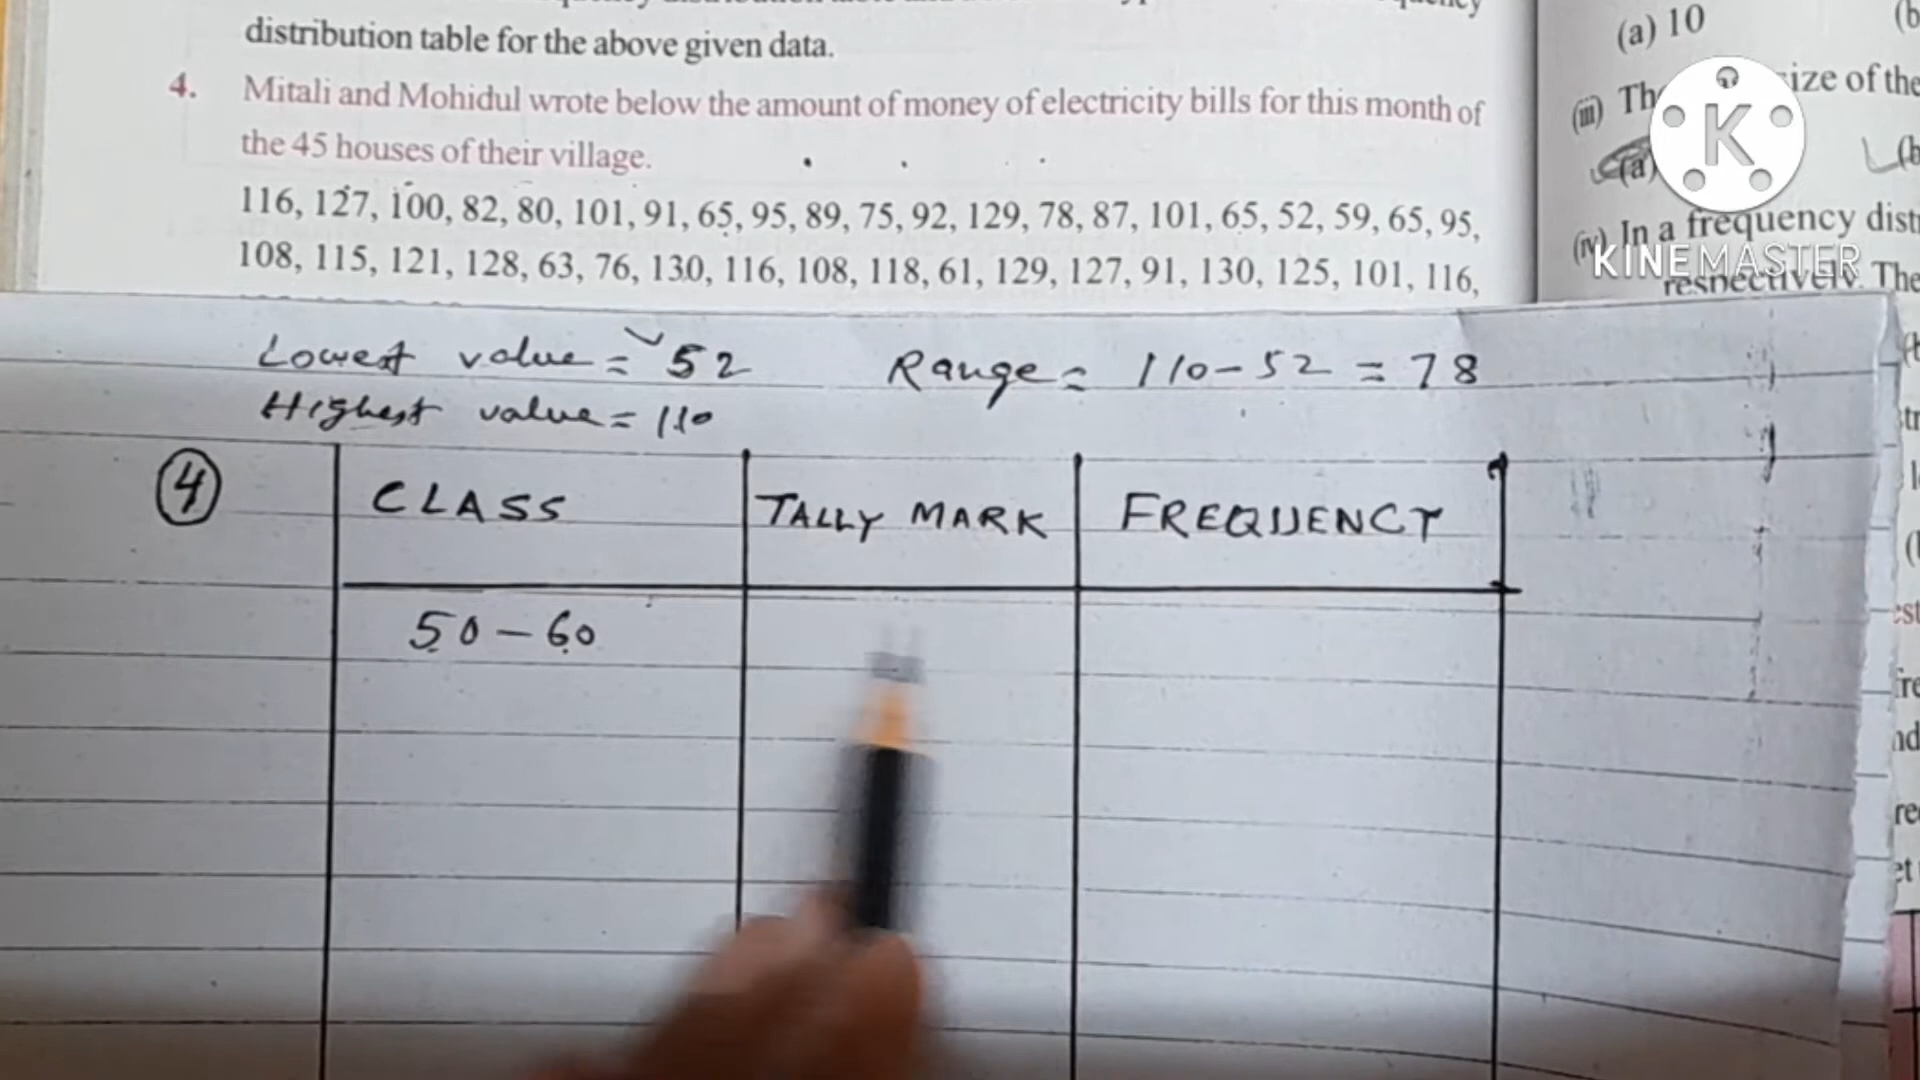 distribution table for the above given data.
4. Mitali and Mohidul wrote below the amount of money of electricity bills for this month of
the 45 houses of their village.
116, 127, 100, 82, 80, 101, 91, 65, 95, 89, 75, 92, 129, 78, 87, 101, 65, 52, 59, 65, 95,
108, 115, 121, 128, 63, 76, 130, 116, 108, 118, 61, 129, 127, 91, 130, 125, 101, 116,
(a) 10
(iii) ize of the
(a)
(iv) In a frequency dist
respectively. The
K
KINEMASTER
Lowest value = 52 Range = 110-52 = 78
Highest value = 110
4 CLASS TALLY MARK FREQUENCY
50-60